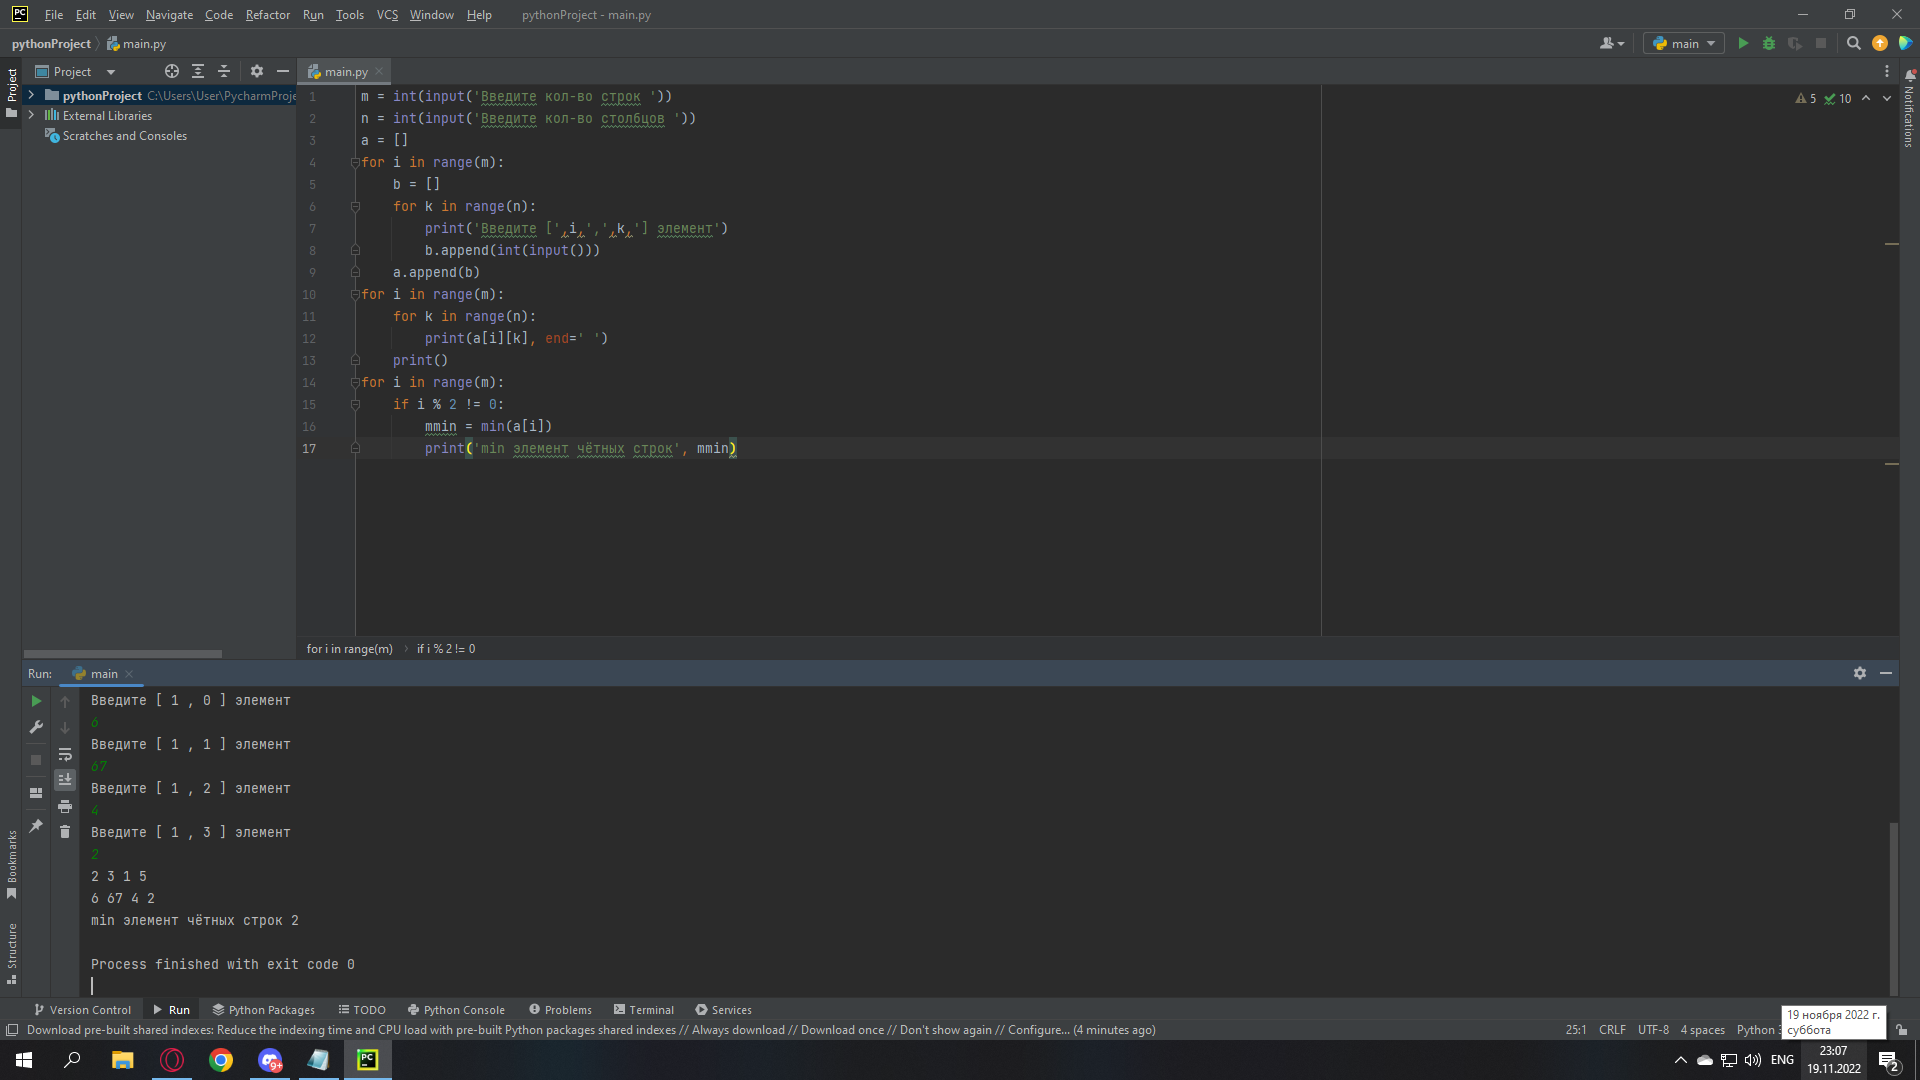 PC File Edit View Navigate Code Refactor Run Tools VCS Window Help pythonProject - main.py
pythonProject main.py main
Project main.py
Project
Notifications
pythonProject C:\Users\User\PycharmProje
External Libraries
Scratches and Consoles
5 10
1 m = int(input('Введите кол-во строк '))
2 n = int(input('Введите кол-во столбцов '))
3 a = []
4 for i in range(m):
5 b = []
6 for k in range(n):
7 print('Введите [',i,',',k,'] элемент')
8 b.append(int(input()))
9 a.append(b)
10 for i in range(m):
11 for k in range(n):
12 print(a[i][k], end=' ')
13 print()
14 for i in range(m):
15 if i % 2 != 0:
16 mmin = min(a[i])
17 print('min элемент чётных строк', mmin)
for i in range(m) if i % 2 != 0
Run: main
Введите [ 1 , 0 ] элемент
6
Введите [ 1 , 1 ] элемент
67
Введите [ 1 , 2 ] элемент
4
Введите [ 1 , 3 ] элемент
2
2 3 1 5
6 67 4 2
min элемент чётных строк 2
Process finished with exit code 0
Bookmarks
Structure
Version Control Run Python Packages TODO Python Console Problems Terminal Services
Download pre-built shared indexes: Reduce the indexing time and CPU load with pre-built Python packages shared indexes // Always download // Download once // Don't show again // Configure... (4 minutes ago) 25:1 CRLF UTF-8 4 spaces Python
19 ноября 2022 г.
суббота
9+ PC ENG 23:07
19.11.2022 2